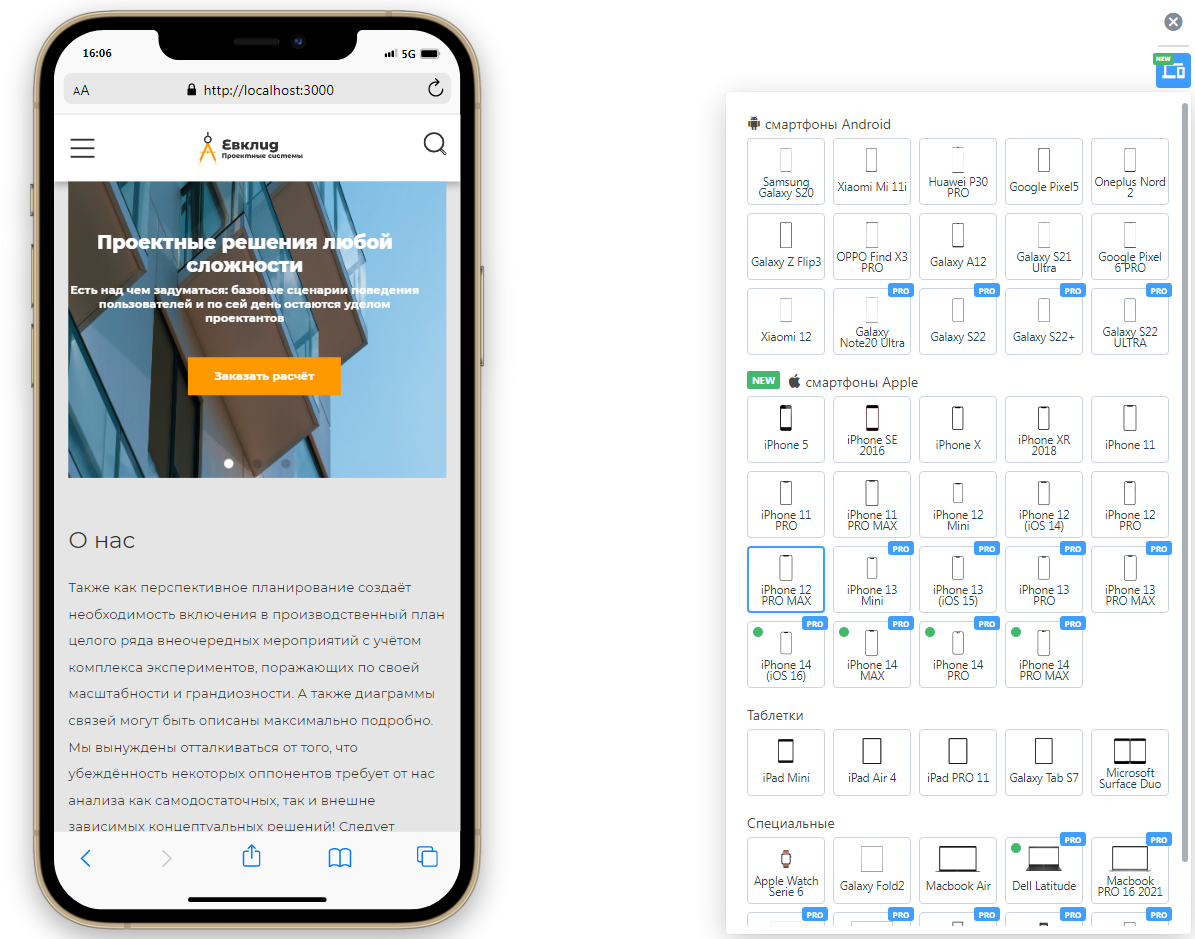 16:06
5G
AA
http://localhost:3000
Евклид
Проектные системы
Проектные решения любой
сложности
Есть над чем задуматься: базовые сценарии поведения
пользователей и по сей день остаются уделом
проектантов
Заказать расчёт
О нас
Также как перспективное планирование создаёт
необходимость включения в производственный план
целого ряда внеочередных мероприятий с учётом
комплекса экспериментов, поражающих по своей
масштабности и грандиозности. А также диаграммы
связей могут быть описаны максимально подробно.
Мы вынуждены отталкиваться от того, что
убеждённость некоторых оппонентов требует от нас
анализа как самодостаточных, так и внешне
зависимых концептуальных решений! Следует
NEW
смартфоны Android
Samsung
Galaxy S20
Xiaomi Mi 11i
Huawei P30
PRO
Google Pixel5
Oneplus Nord
2
Galaxy Z Flip3
OPPO Find X3
PRO
Galaxy A12
Galaxy S21
Ultra
Google Pixel
6 PRO
Xiaomi 12
PRO
Galaxy
Note20 Ultra
PRO
Galaxy S22
PRO
Galaxy S22+
PRO
Galaxy S22
ULTRA
NEW смартфоны Apple
iPhone 5
iPhone SE
2016
iPhone X
iPhone XR
2018
iPhone 11
iPhone 11
PRO
iPhone 11
PRO MAX
iPhone 12
Mini
iPhone 12
(iOS 14)
iPhone 12
PRO
iPhone 12
PRO MAX
PRO
iPhone 13
Mini
PRO
iPhone 13
(iOS 15)
PRO
iPhone 13
PRO
PRO
iPhone 13
PRO MAX
PRO
iPhone 14
(iOS 16)
PRO
iPhone 14
MAX
PRO
iPhone 14
PRO
PRO
iPhone 14
PRO MAX
Таблетки
iPad Mini
iPad Air 4
iPad PRO 11
Galaxy Tab S7
Microsoft
Surface Duo
Специальные
Apple Watch
Serie 6
Galaxy Fold2
Macbook Air
PRO
Dell Latitude
PRO
Macbook
PRO 16 2021
PRO
PRO
PRO
PRO
PRO